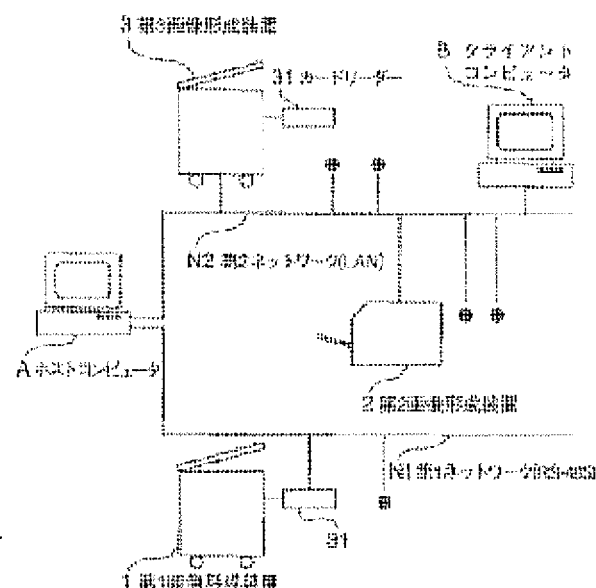 3 第3画像形成装置
91 カードリーダー
B クライアント
コンピュータ
N2 第2ネットワーク(LAN)
A ホストコンピュータ
2 第2画像形成装置
N1 第1ネットワーク(RS-485)
91
1 第1画像形成装置